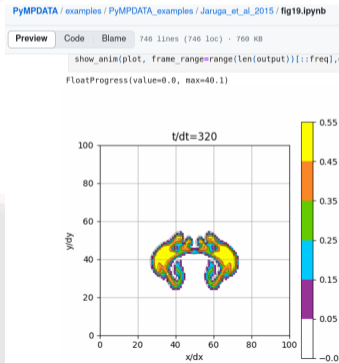 PyMPDATA / examples / PyMPDATA_examples / Jaruga_et_al_2015 / fig19.ipynb
Preview Code Blame 746 lines (746 loc) · 760 KB
show_anim(plot, frame_range=range(len(output))[::freq],
FloatProgress(value=0.0, max=40.1)
t/dt=320
0.55
100
0.45
80
0.35
60
y/dy
0.25
40
0.15
20
0.05
0
-0.0
0 20 40 60 80 100
x/dx